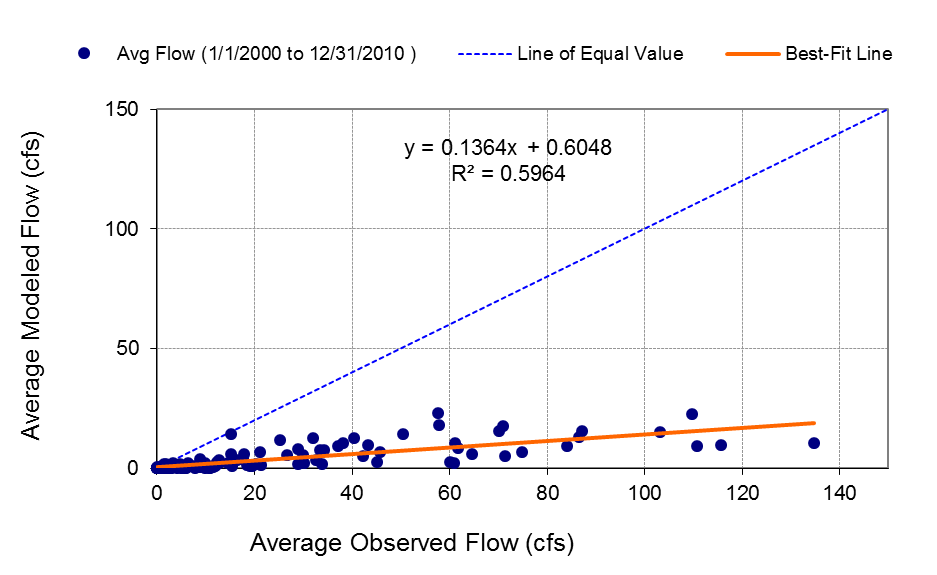 Avg Flow (1/1/2000 to 12/31/2010 ) Line of Equal Value Best-Fit Line
150
100
50
0
y = 0.1364x + 0.6048
R² = 0.5964
Average Modeled Flow (cfs)
0 20 40 60 80 100 120 140
Average Observed Flow (cfs)